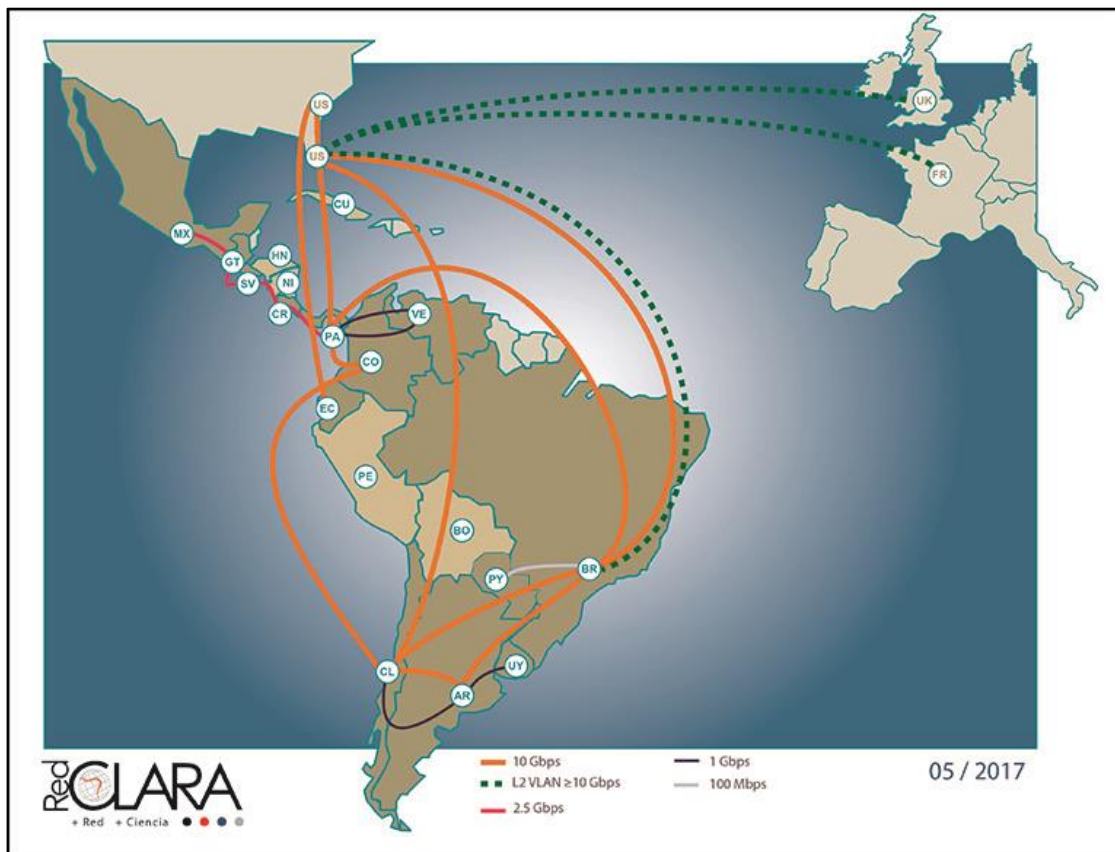 US
UK
US
FR
CU
MX
HN
GT
SV
NI
CR
VE
PA
CO
EC
PE
BO
PY
BR
UY
CL
AR
10 Gbps
L2 VLAN ≥10 Gbps
2.5 Gbps
1 Gbps
100 Mbps
05 / 2017
Red CLARA
+ Red + Ciencia